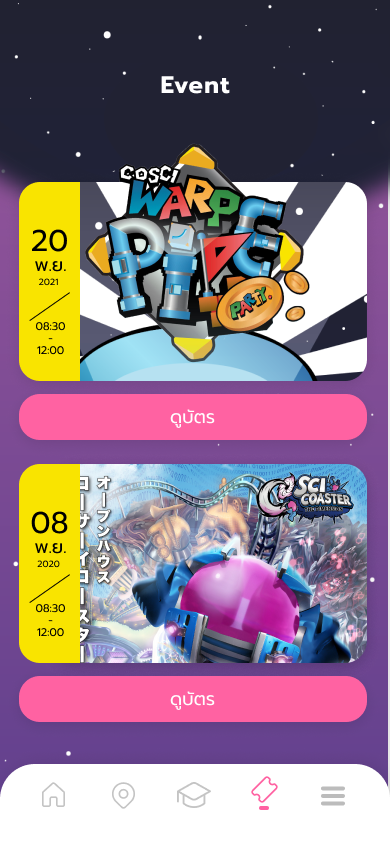 Event
COSCI
WARP
PIPE
PARTY.
20
พ.ย.
2021
08:30
-
12:00
ดูบัตร
08
พ.ย.
2020
08:30
-
12:00
オープンハウス
コーサーイコースター
SCI
COASTER
ดูบัตร